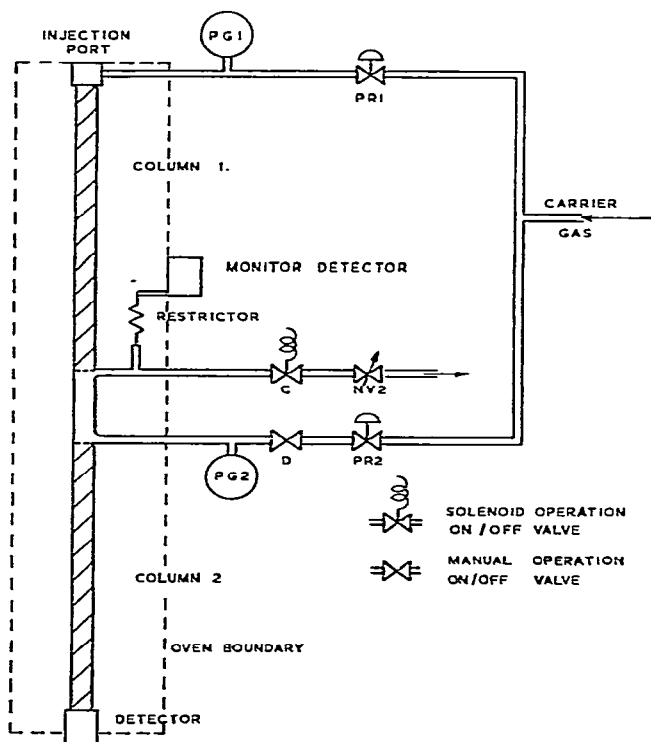 INJECTION
PORT
PG1
PR1
COLUMN 1.
CARRIER
GAS
MONITOR DETECTOR
RESTRICTOR
C
NV2
PG2
D
PR2
SOLENOID OPERATION
ON/OFF VALVE
MANUAL OPERATION
ON/OFF VALVE
COLUMN 2
OVEN BOUNDARY
DETECTOR